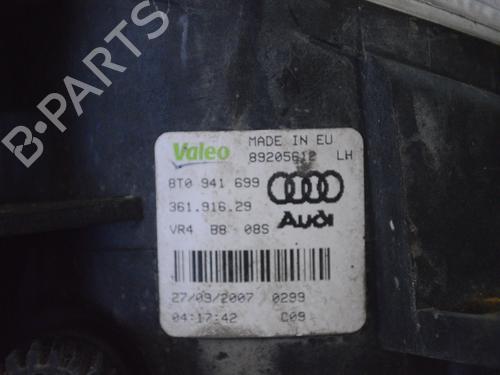 B-PARTS
Valeo MADE IN EU
89205612 LH
8T0 941 699
361.916.29
VR4 B8 08S Audi
27/09/2007 0299
04:17:42 C09